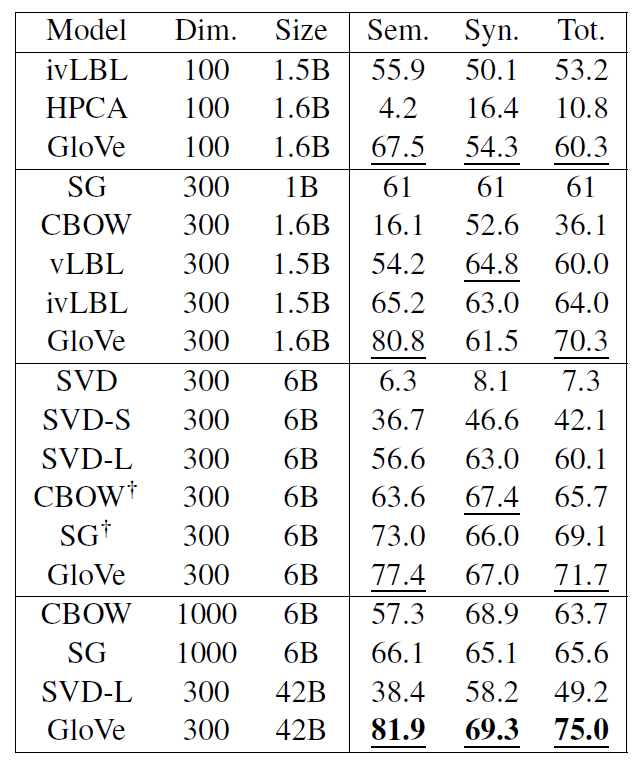 Model Dim. Size Sem. Syn. Tot.
ivLBL 100 1.5B 55.9 50.1 53.2
HPCA 100 1.6B 4.2 16.4 10.8
GloVe 100 1.6B 67.5 54.3 60.3
SG 300 1B 61 61 61
CBOW 300 1.6B 16.1 52.6 36.1
vLBL 300 1.5B 54.2 64.8 60.0
ivLBL 300 1.5B 65.2 63.0 64.0
GloVe 300 1.6B 80.8 61.5 70.3
SVD 300 6B 6.3 8.1 7.3
SVD-S 300 6B 36.7 46.6 42.1
SVD-L 300 6B 56.6 63.0 60.1
CBOW† 300 6B 63.6 67.4 65.7
SG† 300 6B 73.0 66.0 69.1
GloVe 300 6B 77.4 67.0 71.7
CBOW 1000 6B 57.3 68.9 63.7
SG 1000 6B 66.1 65.1 65.6
SVD-L 300 42B 38.4 58.2 49.2
GloVe 300 42B 81.9 69.3 75.0